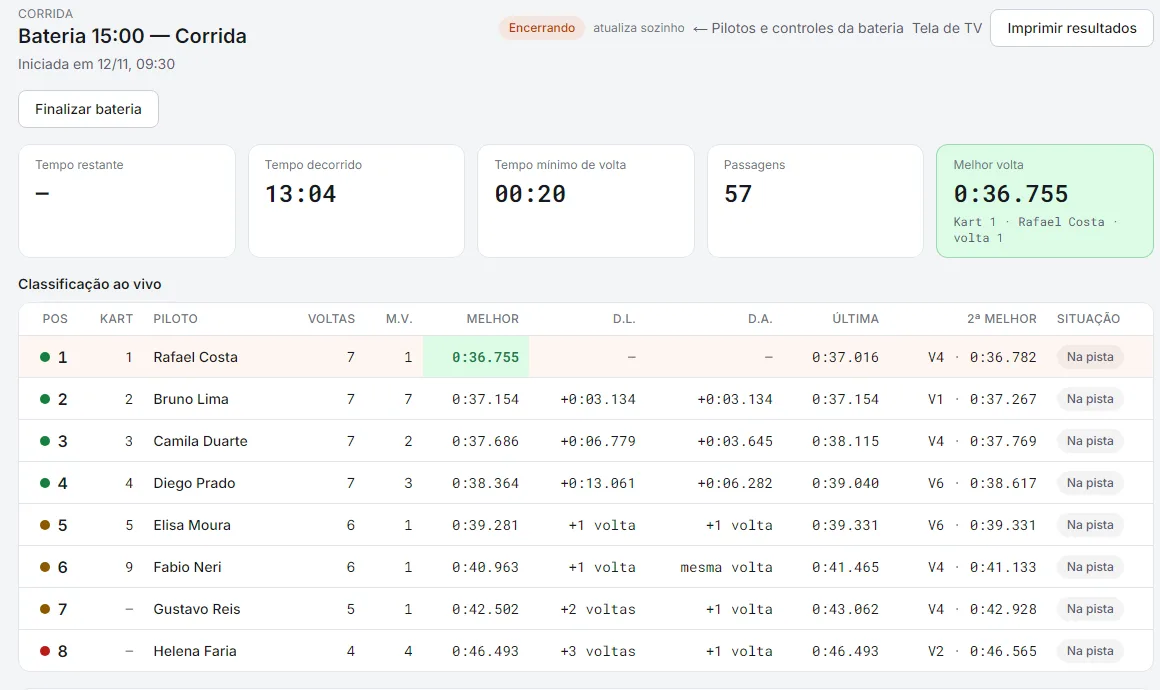 CORRIDA
Bateria 15:00 — Corrida
Encerrando atualiza sozinho ← Pilotos e controles da bateria Tela de TV Imprimir resultados
Iniciada em 12/11, 09:30
Finalizar bateria
Tempo restante Tempo decorrido Tempo mínimo de volta Passagens Melhor volta
— 13:04 00:20 57 0:36.755
Kart 1 · Rafael Costa ·
volta 1
Classificação ao vivo
POS KART PILOTO VOLTAS M.V. MELHOR D.L. D.A. ÚLTIMA 2ª MELHOR SITUAÇÃO
1 1 Rafael Costa 7 1 0:36.755 — — 0:37.016 V4 · 0:36.782 Na pista
2 2 Bruno Lima 7 7 0:37.154 +0:03.134 +0:03.134 0:37.154 V1 · 0:37.267 Na pista
3 3 Camila Duarte 7 2 0:37.686 +0:06.779 +0:03.645 0:38.115 V4 · 0:37.769 Na pista
4 4 Diego Prado 7 3 0:38.364 +0:13.061 +0:06.282 0:39.040 V6 · 0:38.617 Na pista
5 5 Elisa Moura 6 1 0:39.281 +1 volta +1 volta 0:39.331 V6 · 0:39.331 Na pista
6 9 Fabio Neri 6 1 0:40.963 +1 volta mesma volta 0:41.465 V4 · 0:41.133 Na pista
7 — Gustavo Reis 5 1 0:42.502 +2 voltas +1 volta 0:43.062 V4 · 0:42.928 Na pista
8 — Helena Faria 4 4 0:46.493 +3 voltas +1 volta 0:46.493 V2 · 0:46.565 Na pista